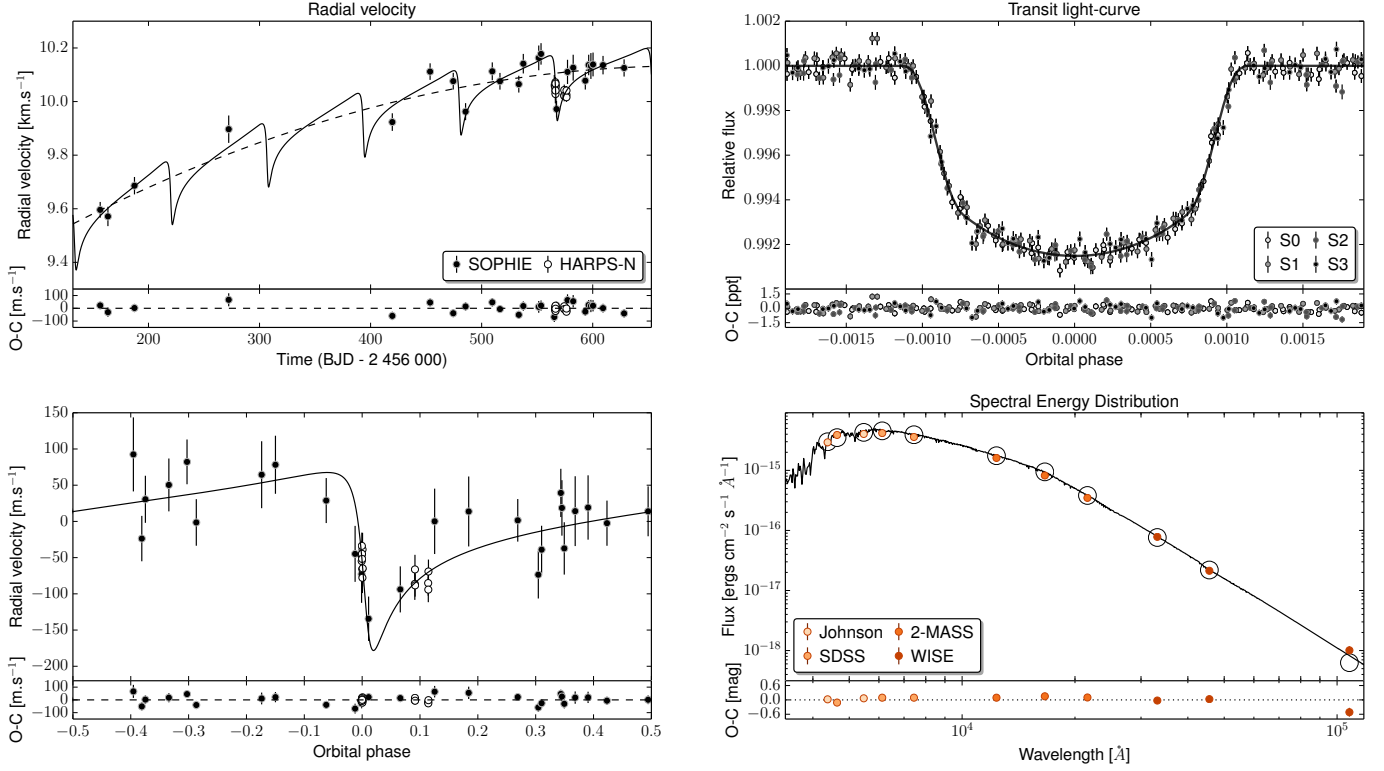 Radial velocity
10.2
10.0
9.8
9.6
9.4
Radial velocity [km.s−1]
SOPHIE HARPS-N
100
0
−100
O-C [m.s−1]
200 300 400 500 600
Time (BJD - 2 456 000)
Transit light-curve
1.002
1.000
0.998
0.996
0.994
0.992
Relative flux
S0 S2
S1 S3
1.5
0.0
−1.5
O-C [ppt]
−0.0015 −0.0010 −0.0005 0.0000 0.0005 0.0010 0.0015
Orbital phase
150
100
50
0
−50
−100
−150
−200
Radial velocity [m.s−1]
100
0
−100
O-C [m.s−1]
−0.5 −0.4 −0.3 −0.2 −0.1 0.0 0.1 0.2 0.3 0.4 0.5
Orbital phase
Spectral Energy Distribution
10−15
10−16
10−17
10−18
Flux [ergs cm−2 s−1 Å−1]
Johnson 2-MASS
SDSS WISE
0.6
0.0
−0.6
O-C [mag]
104 105
Wavelength [Å]